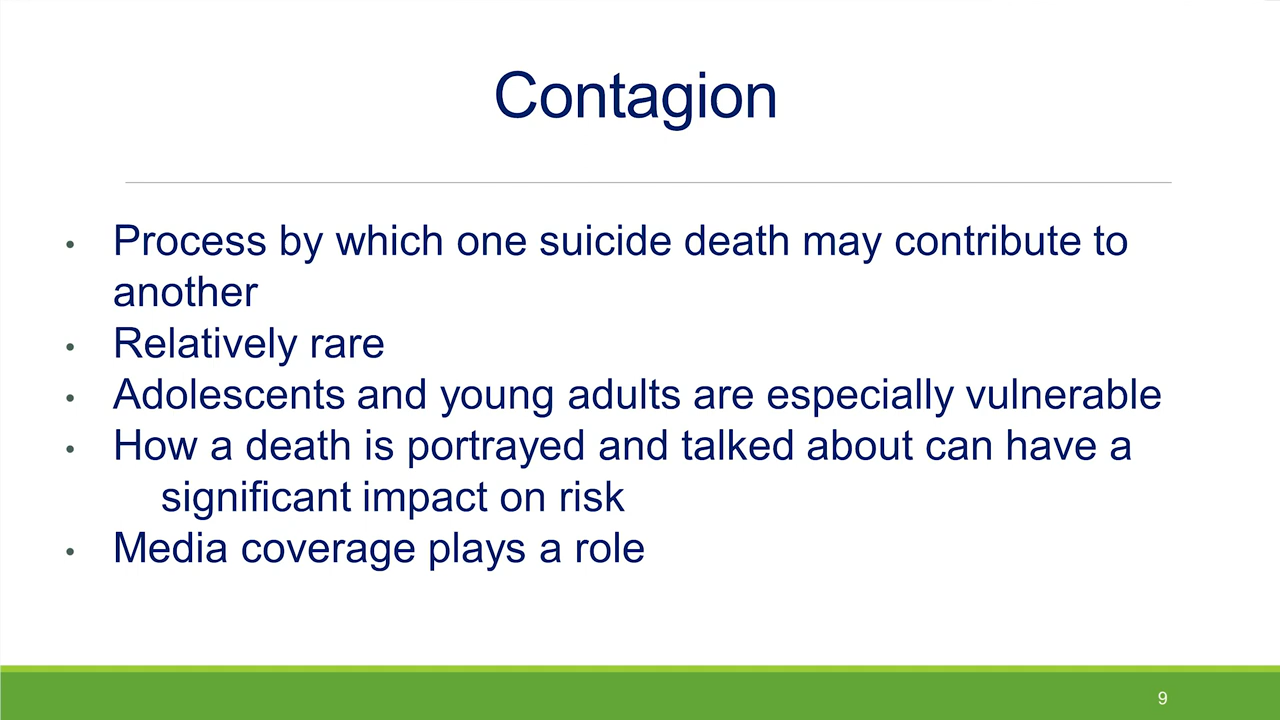 Contagion
• Process by which one suicide death may contribute to
another
• Relatively rare
• Adolescents and young adults are especially vulnerable
• How a death is portrayed and talked about can have a
significant impact on risk
• Media coverage plays a role
9